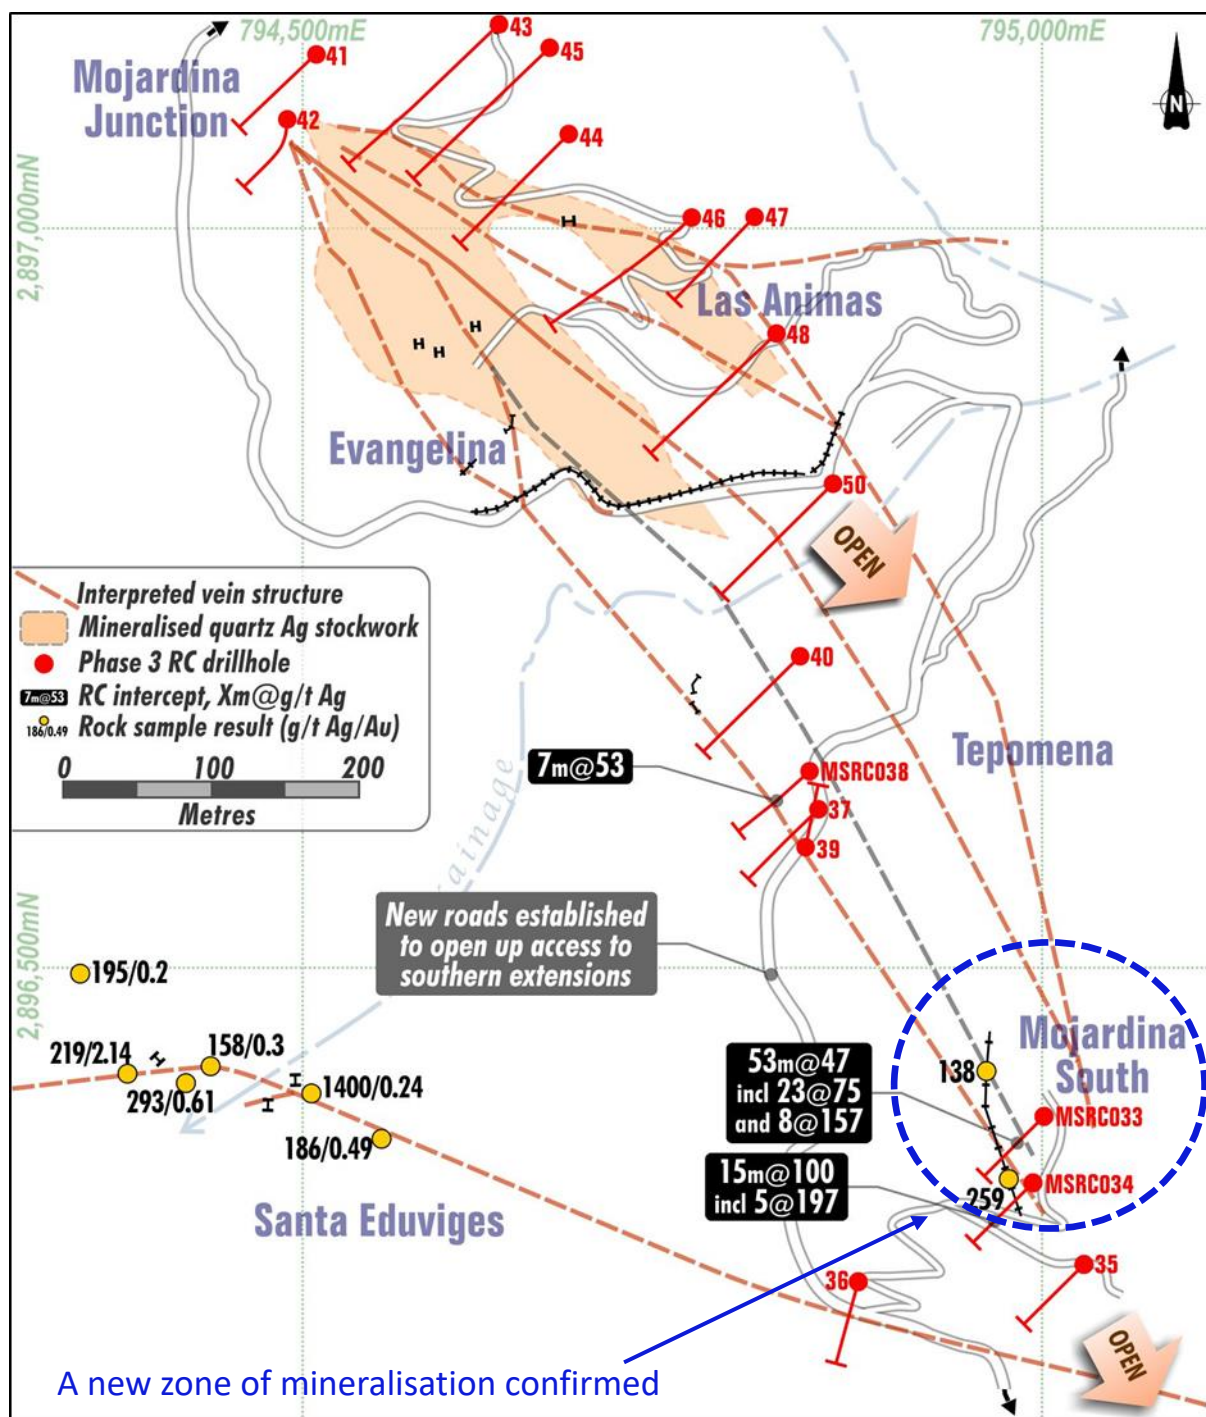 794,500mE
795,000mE
N
43
45
41
Mojardina
Junction
42
44
46
47
2,897,000mN
Las Animas
48
Evangelina
50
OPEN
Interpreted vein structure
Mineralised quartz Ag stockwork
Phase 3 RC drillhole
7m@53 RC intercept, Xm@g/t Ag
186/0.49 Rock sample result (g/t Ag/Au)
0 100 200
Metres
40
Tepomena
7m@53
MSRC038
37
39
New roads established
to open up access to
southern extensions
2,896,500mN
195/0.2
219/2.14
158/0.3
293/0.61
1400/0.24
186/0.49
Santa Eduviges
Mojardina
South
138
53m@47
incl 23@75
and 8@157
MSRC033
15m@100
incl 5@197
MSRC034
259
36
35
OPEN
A new zone of mineralisation confirmed